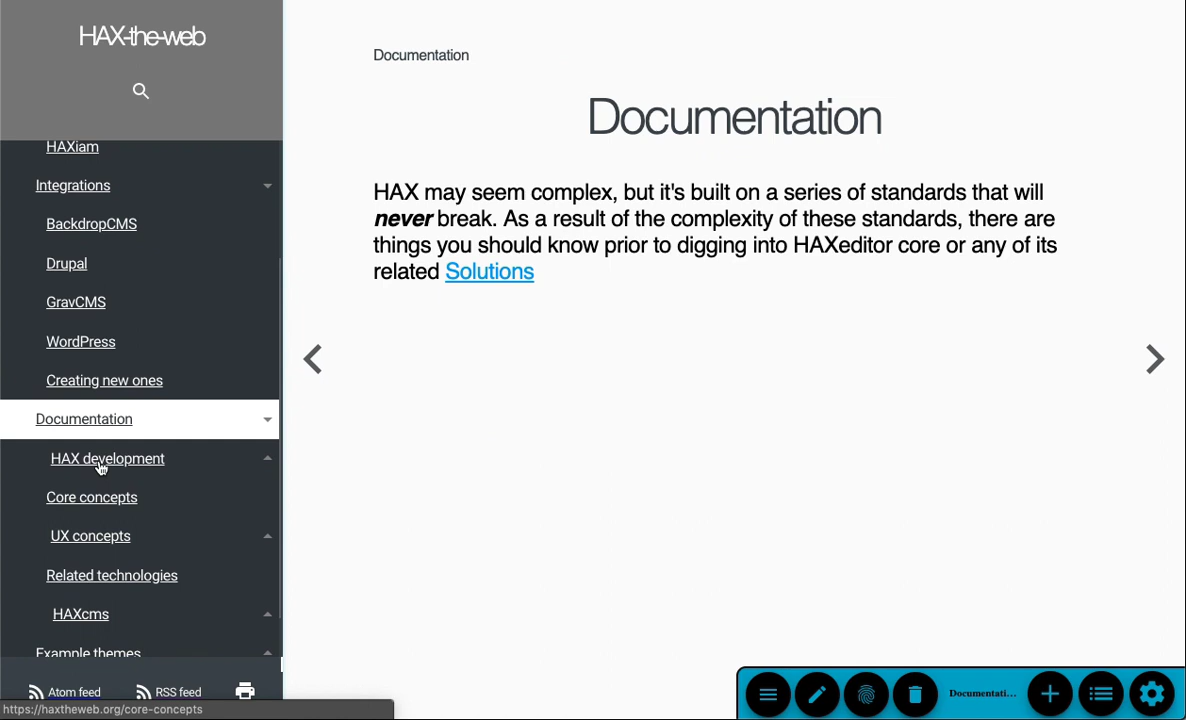 HAX-the-web
HAXiam
Integrations
BackdropCMS
Drupal
GravCMS
WordPress
Creating new ones
Documentation
HAX development
Core concepts
UX concepts
Related technologies
HAXcms
Example themes
Atom feed
RSS feed
https://haxtheweb.org/core-concepts
Documentation
Documentation
HAX may seem complex, but it's built on a series of standards that will
never break. As a result of the complexity of these standards, there are
things you should know prior to digging into HAXeditor core or any of its
related Solutions
Documentati...